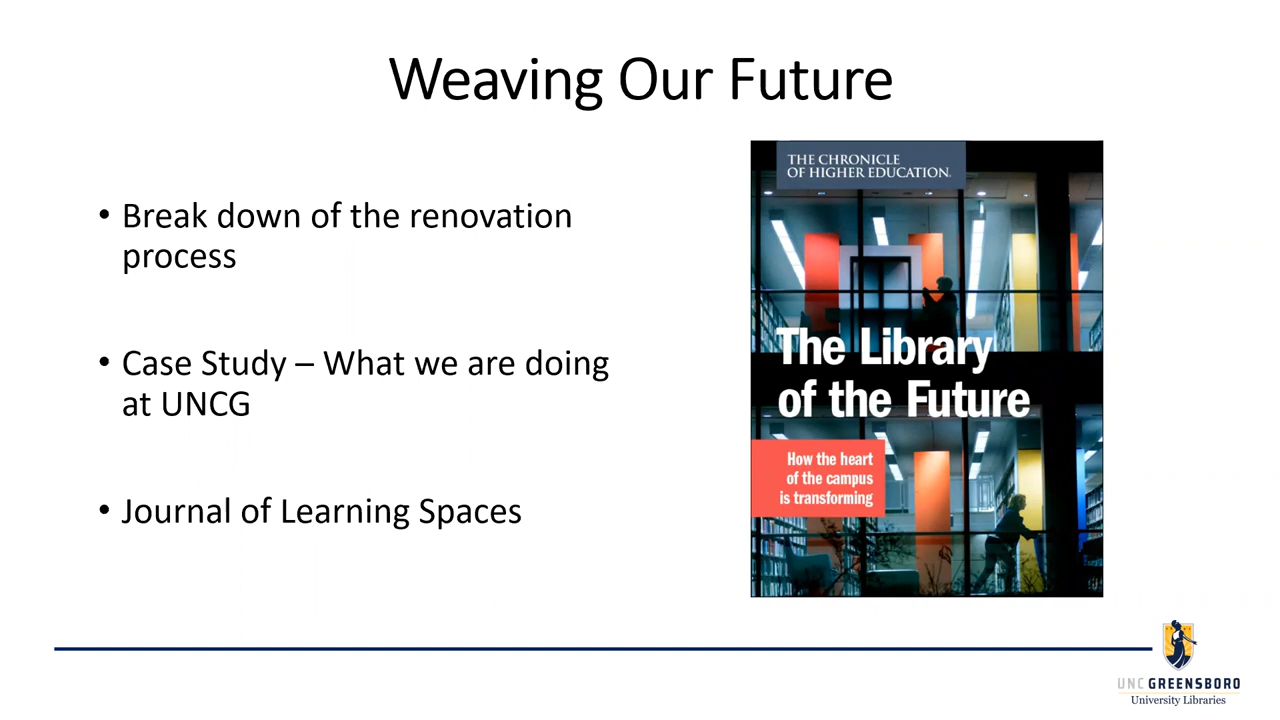 Weaving Our Future
• Break down of the renovation
process
• Case Study – What we are doing
at UNCG
• Journal of Learning Spaces
THE CHRONICLE
OF HIGHER EDUCATION.
The Library
of the Future
How the heart
of the campus
is transforming
UNC GREENSBORO
University Libraries